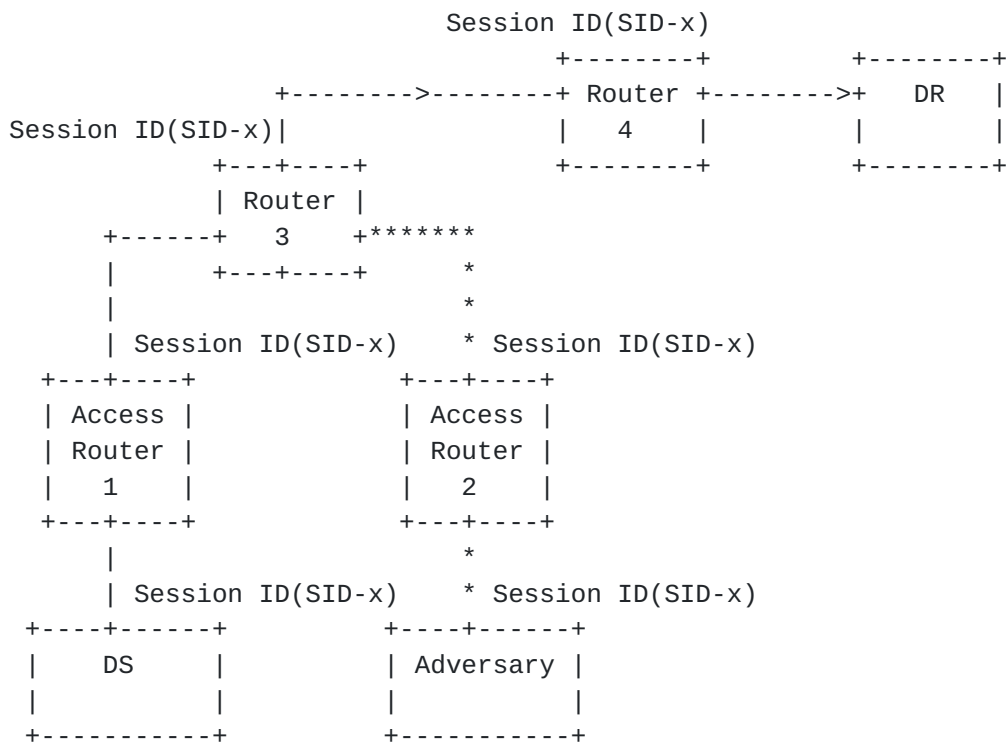 Session ID(SID-x)
+--------+ +--------+
+-------->--------+ Router +-------->+ DR |
Session ID(SID-x)| | 4 | | |
+---+----+ +--------+ +--------+
| Router |
+------+ 3 +*******
| +---+----+ *
| *
| Session ID(SID-x) * Session ID(SID-x)
+---+----+ +---+----+
| Access | | Access |
| Router | | Router |
| 1 | | 2 |
+---+----+ +---+----+
| *
| Session ID(SID-x) * Session ID(SID-x)
+----+------+ +----+------+
| DS | | Adversary |
| | | |
+-----------+ +-----------+